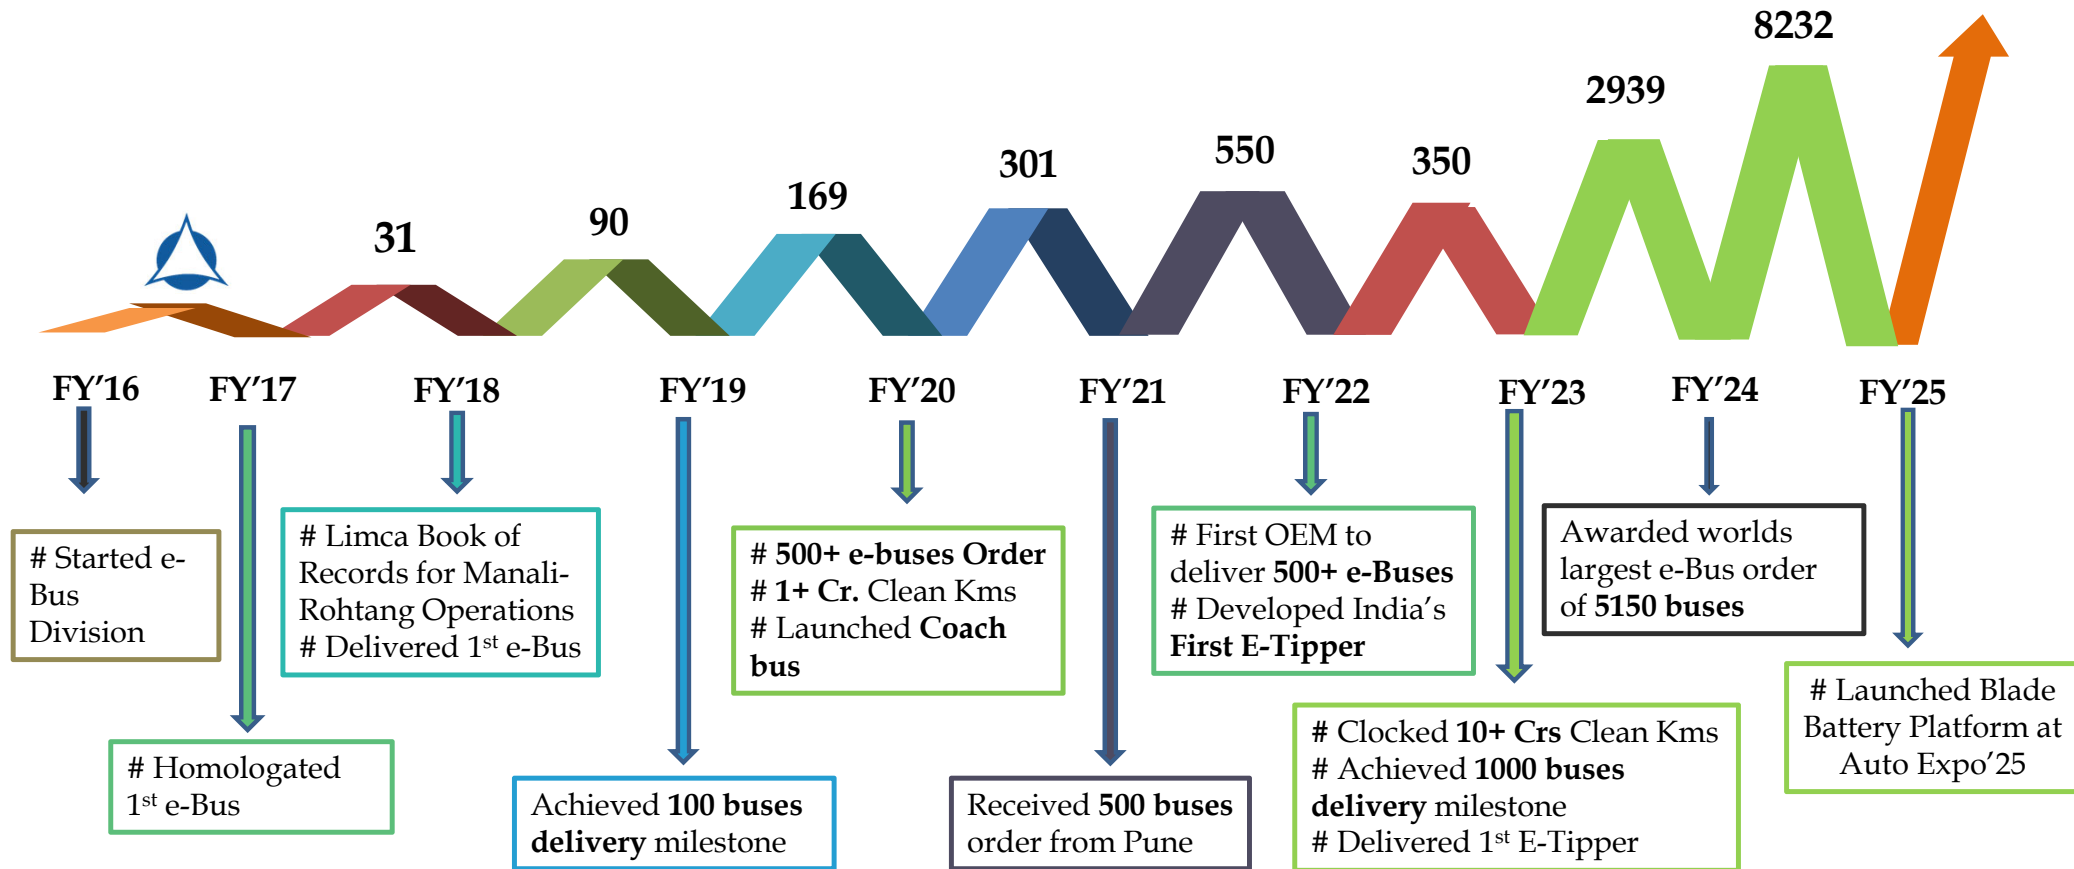 31
90
169
301
550
350
2939
8232
FY’16
FY’17
FY’18
FY’19
FY’20
FY’21
FY’22
FY’23
FY’24
FY’25
# Started e-
Bus
Division
# Homologated
1st e-Bus
# Limca Book of
Records for Manali-
Rohtang Operations
# Delivered 1st e-Bus
Achieved 100 buses
delivery milestone
# 500+ e-buses Order
# 1+ Cr. Clean Kms
# Launched Coach
bus
Received 500 buses
order from Pune
# First OEM to
deliver 500+ e-Buses
# Developed India’s
First E-Tipper
# Clocked 10+ Crs Clean Kms
# Achieved 1000 buses
delivery milestone
# Delivered 1st E-Tipper
Awarded worlds
largest e-Bus order
of 5150 buses
# Launched Blade
Battery Platform at
Auto Expo’25